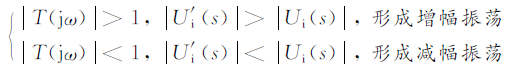 | T(jω) | > 1，| U′ᵢ(s) | > | Uᵢ(s) |，形成增幅振荡
| T(jω) | < 1，| U′ᵢ(s) | < | Uᵢ(s) |，形成减幅振荡